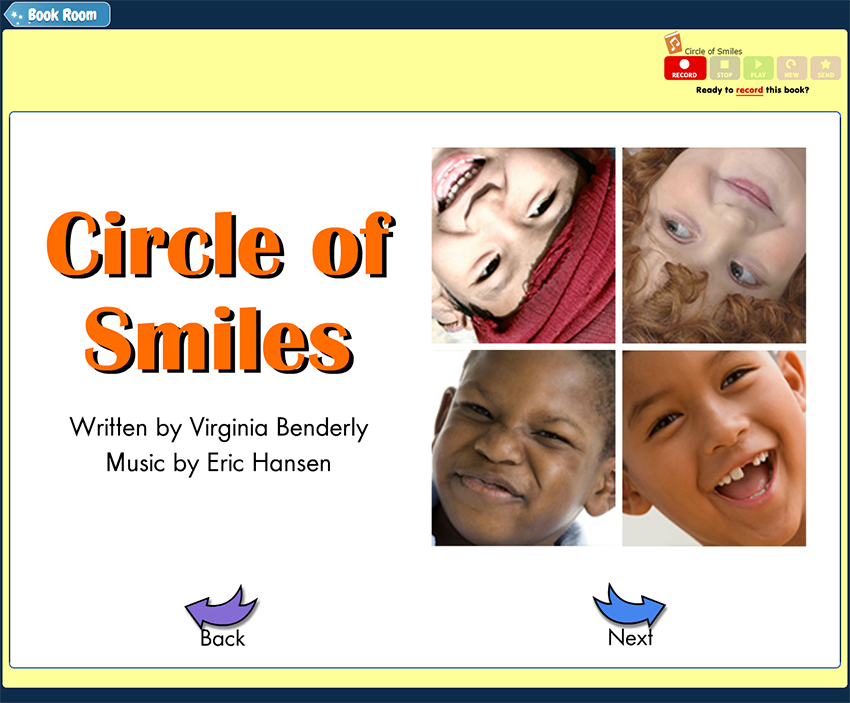 Book Room
Circle of Smiles
RECORD STOP PLAY NEW SEND
Ready to record this book?
Circle of
Smiles
Written by Virginia Benderly
Music by Eric Hansen
Back
Next